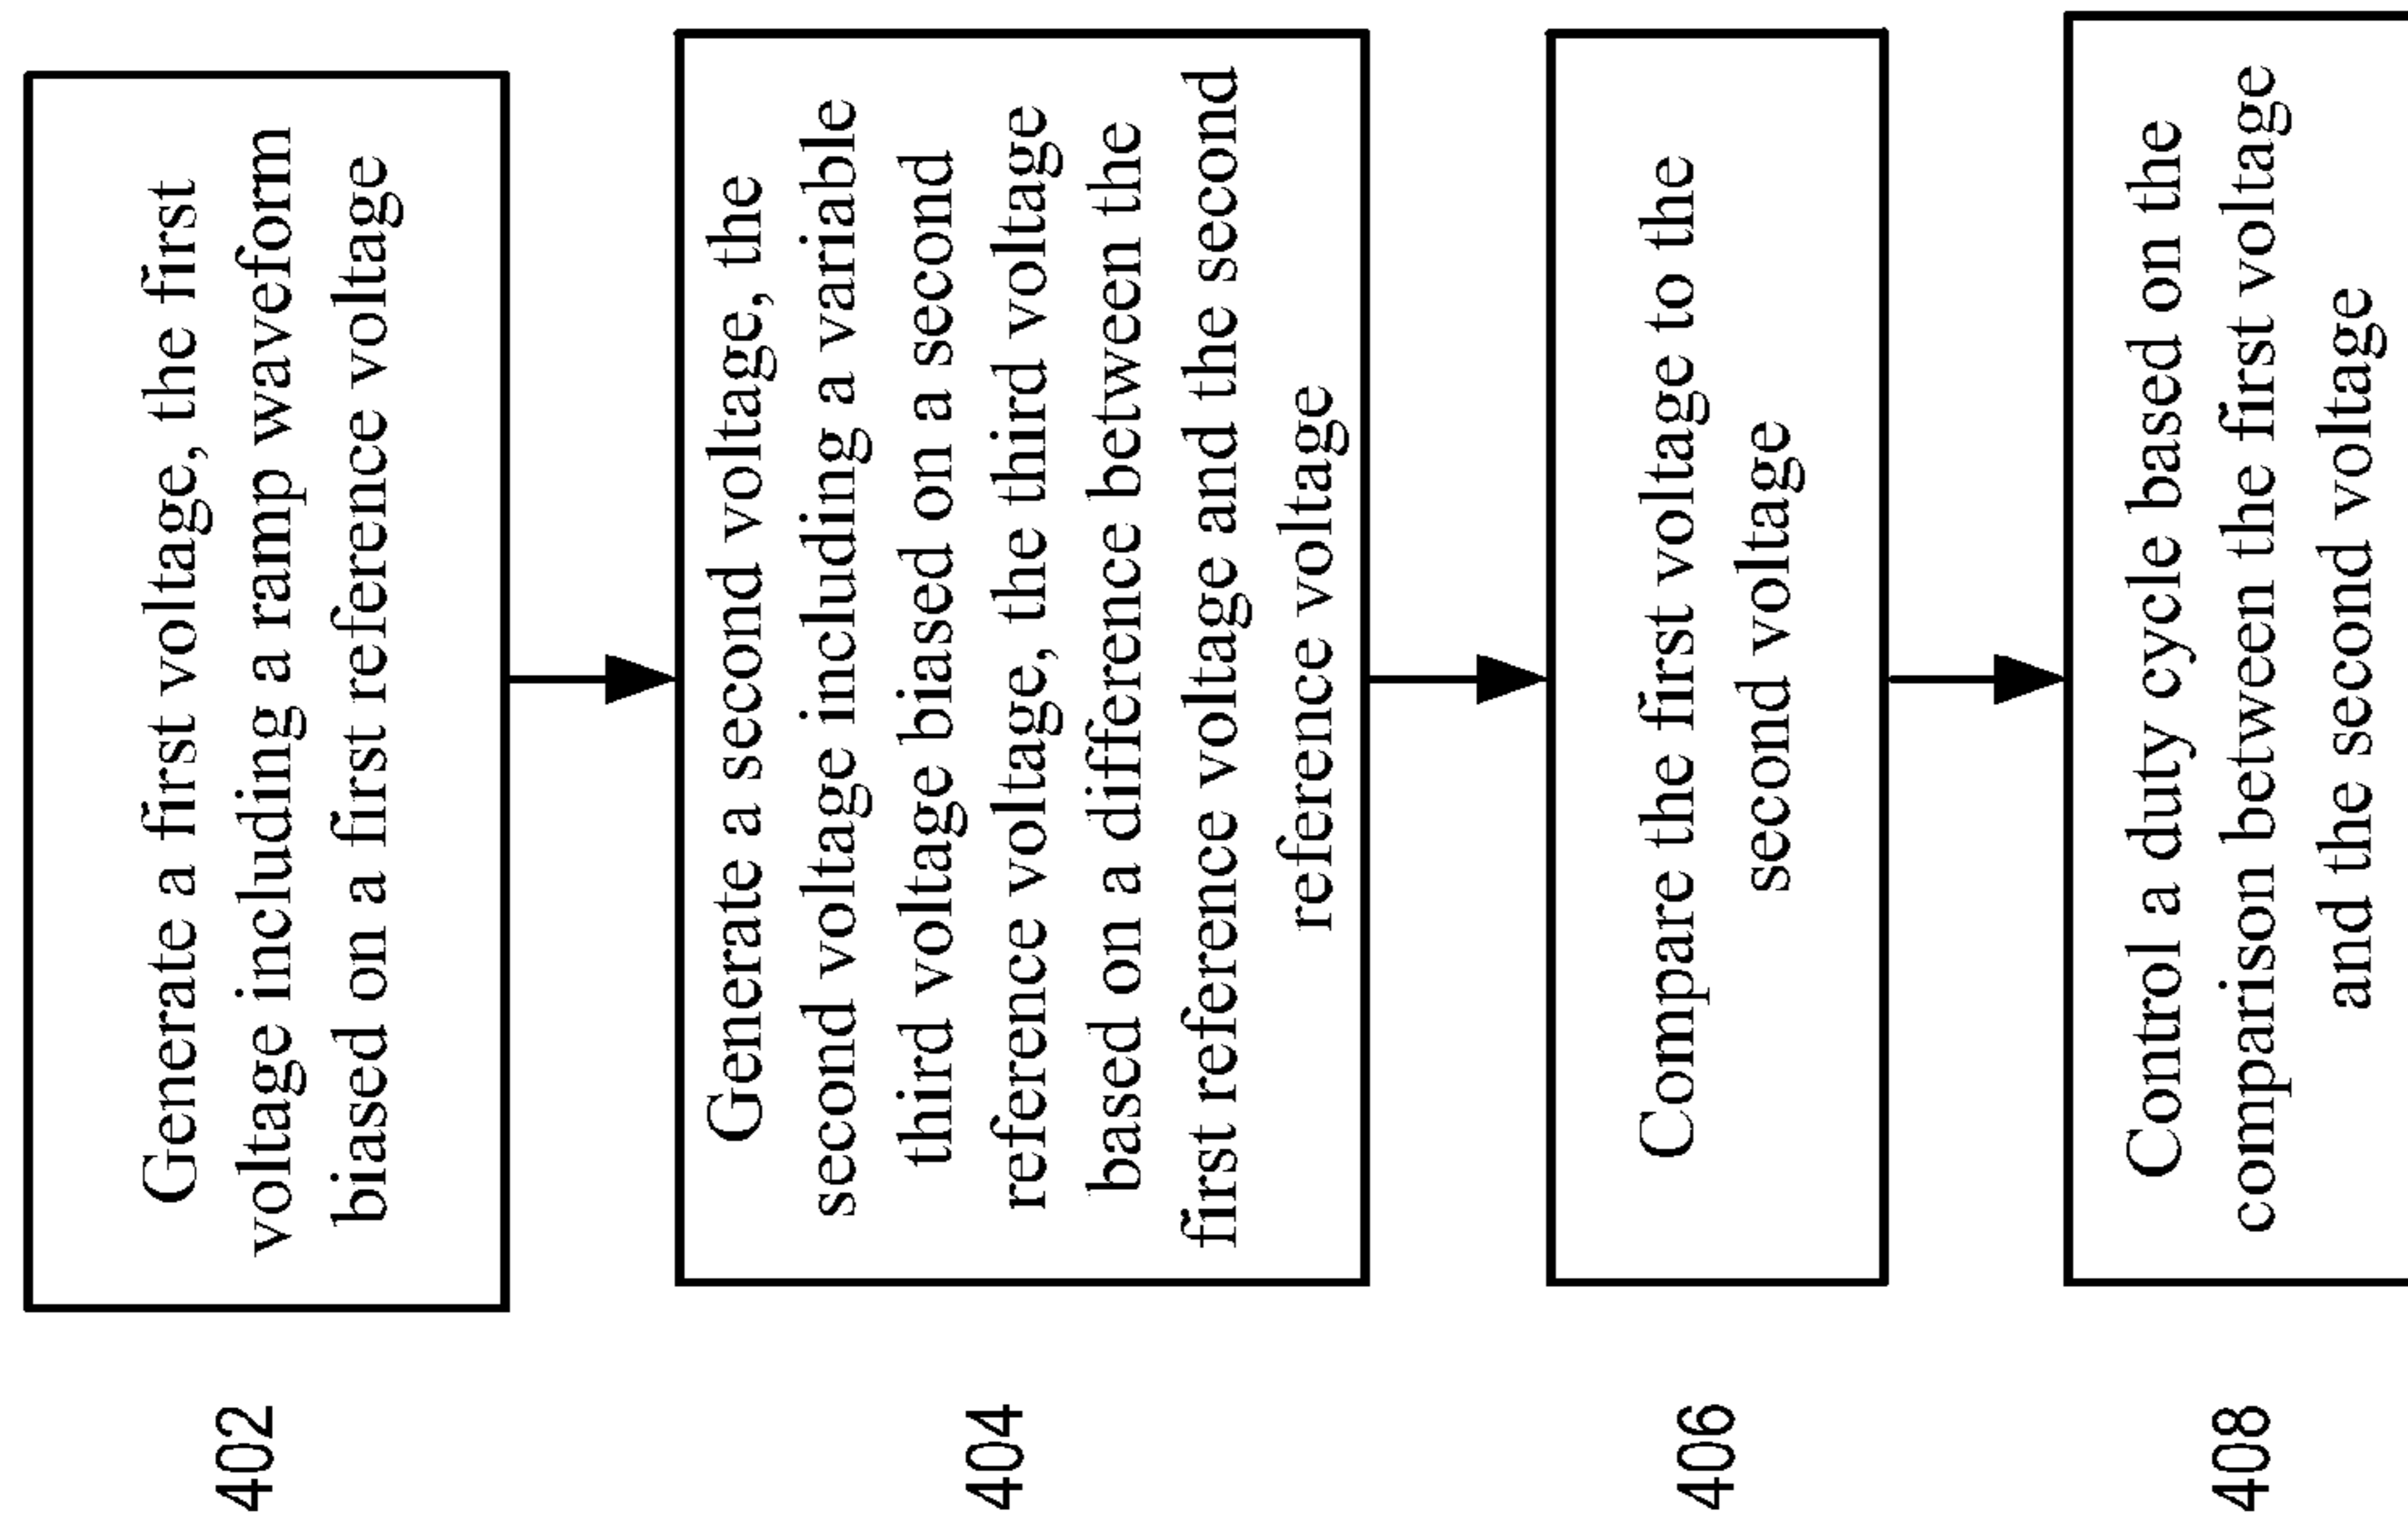 402
Generate a first voltage, the first
voltage including a ramp waveform
biased on a first reference voltage
404
Generate a second voltage, the
second voltage including a variable
third voltage biased on a second
reference voltage, the third voltage
based on a difference between the
first reference voltage and the second
reference voltage
406
Compare the first voltage to the
second voltage
408
Control a duty cycle based on the
comparison between the first voltage
and the second voltage